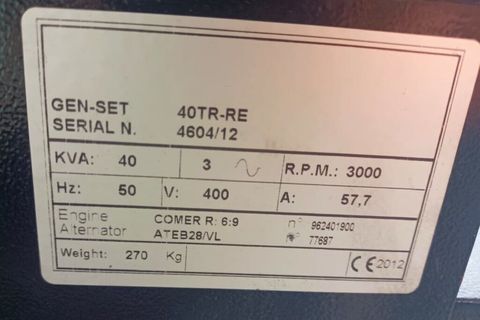 GEN-SET 40TR-RE
SERIAL N. 4604/12
KVA: 40 3 R.P.M.: 3000
Hz: 50 V: 400 A: 57,7
Engine COMER R: 6:9 n° 962401900
Alternator ATEB28/VL n° 77687
Weight: 270 Kg CE 2012